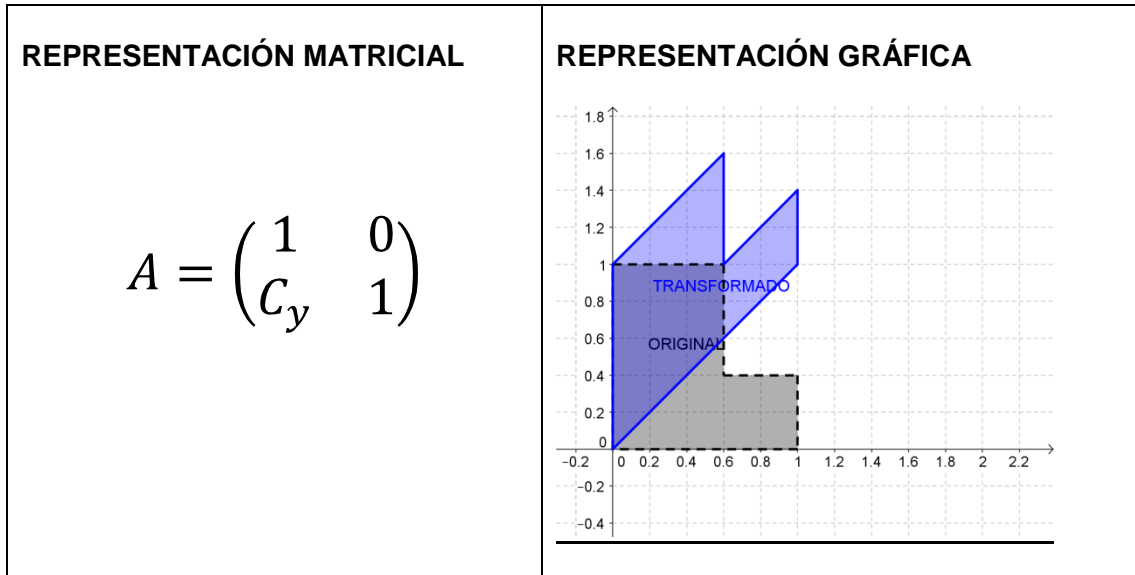 REPRESENTACIÓN MATRICIAL
A = (1 0
C_y 1)
REPRESENTACIÓN GRÁFICA
1.8
1.6
1.4
1.2
1
TRANSFORMADO
0.8
0.6
ORIGINAL
0.4
0.2
0
−0.2 0 0.2 0.4 0.6 0.8 1 1.2 1.4 1.6 1.8 2 2.2
−0.2
−0.4